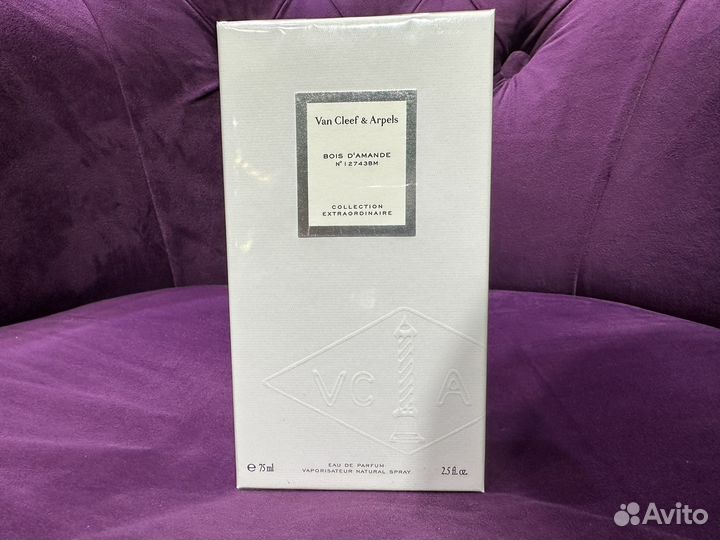 Van Cleef & Arpels
BOIS D'AMANDE
N° 12743BM
COLLECTION
EXTRAORDINAIRE
VC A
EAU DE PARFUM
℮ 75 ml VAPORISATEUR NATURAL SPRAY 2.5 fl. oz.
Avito